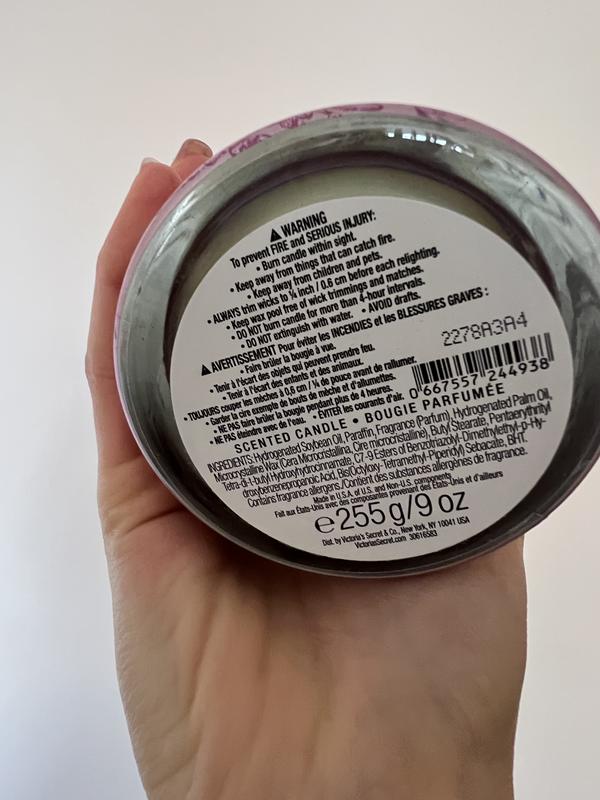 ▲ WARNING
To prevent FIRE and SERIOUS INJURY:
• Burn candle within sight.
• Keep away from things that can catch fire.
• Keep away from children and pets.
• ALWAYS trim wicks to ¼ inch / 0.6 cm before each relighting.
• Keep wax pool free of wick trimmings and matches.
• DO NOT burn candle for more than 4-hour intervals.
• DO NOT extinguish with water. • AVOID drafts.
▲ AVERTISSEMENT Pour éviter les INCENDIES et les BLESSURES GRAVES :
• Faire brûler la bougie à vue.
• Tenir à l'écart des objets qui peuvent prendre feu.
• Tenir à l'écart des enfants et des animaux.
• TOUJOURS couper les mèches à 0,6 cm / ¼ de pouce avant de rallumer.
• Garder la cire exempte de bouts de mèche et d'allumettes.
• NE PAS faire brûler la bougie pendant plus de 4 heures.
• NE PAS éteindre avec de l'eau. • ÉVITER les courants d'air.
2278A3A4
0 667557 244938
SCENTED CANDLE • BOUGIE PARFUMÉE
INGREDIENTS: Hydrogenated Soybean Oil, Paraffin, Fragrance (Parfum), Hydrogenated Palm Oil,
Microcrystalline Wax (Cera Microcristallina, Cire microcristalline), Butyl Stearate, Pentaerythrityl
Tetra-di-t-butyl Hydroxyhydrocinnamate, C7-9 Esters of Benzotriazolyl-Dimethylethyl-p-Hy-
droxybenzenepropanoic Acid, Bis(Octyloxy-Tetramethyl-Piperidyl) Sebacate, BHT.
Contains fragrance allergens./Contient des substances allergènes de fragrance.
Made in U.S.A. of U.S. and Non-U.S. components
Fait aux États-Unis avec des composantes provenant des États-Unis et d'ailleurs
℮255 g/9 oz
Dist. by Victoria's Secret & Co., New York, NY 10041 USA
VictoriasSecret.com 30616583